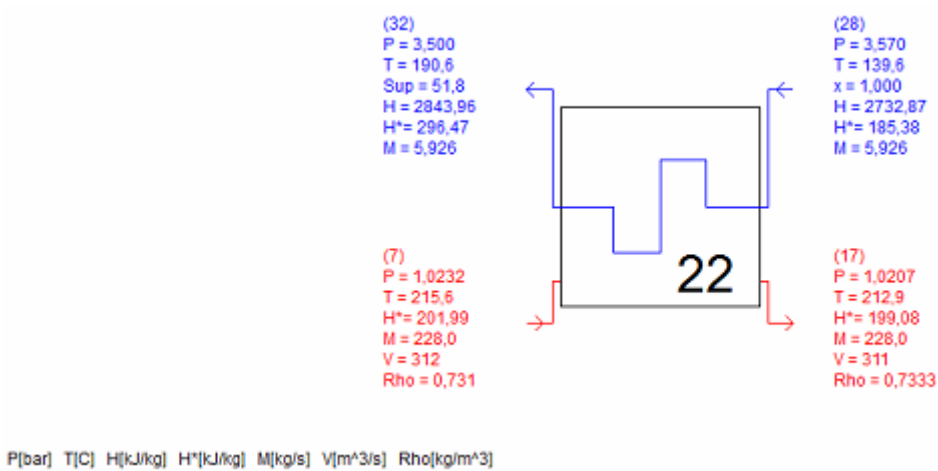 (32)
P = 3,500
T = 190,6
Sup = 51,8
H = 2843,96
H*= 296,47
M = 5,926
(28)
P = 3,570
T = 139,6
x = 1,000
H = 2732,87
H*= 185,38
M = 5,926
22
(7)
P = 1,0232
T = 215,6
H*= 201,99
M = 228,0
V = 312
Rho = 0,731
(17)
P = 1,0207
T = 212,9
H*= 199,08
M = 228,0
V = 311
Rho = 0,7333
P[bar] T[C] H[kJ/kg] H*[kJ/kg] M[kg/s] V[m^3/s] Rho[kg/m^3]